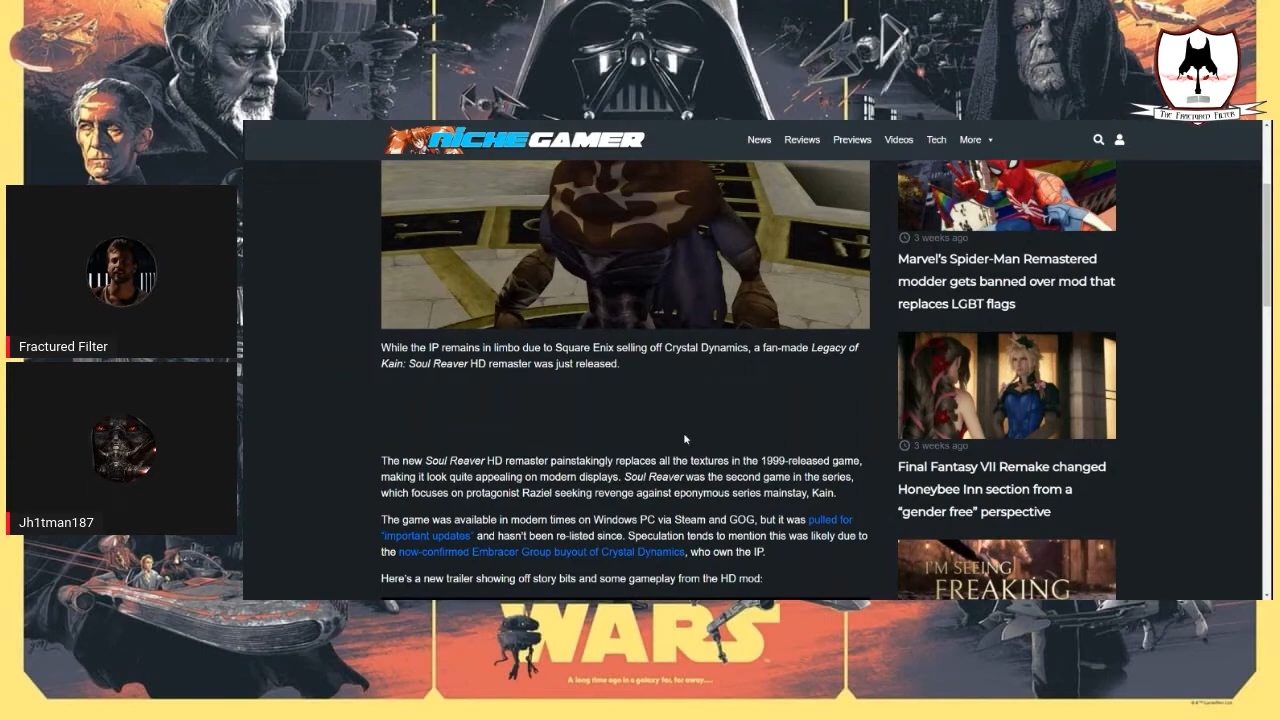 THE FRACTURED FILTER
NICHE GAMER
News Reviews Previews Videos Tech More
3 weeks ago
Marvel's Spider-Man Remastered
modder gets banned over mod that
replaces LGBT flags
Fractured Filter
While the IP remains in limbo due to Square Enix selling off Crystal Dynamics, a fan-made Legacy of
Kain: Soul Reaver HD remaster was just released.
3 weeks ago
Final Fantasy VII Remake changed
Honeybee Inn section from a
“gender free” perspective
The new Soul Reaver HD remaster painstakingly replaces all the textures in the 1999-released game,
making it look quite appealing on modern displays. Soul Reaver was the second game in the series,
which focuses on protagonist Raziel seeking revenge against eponymous series mainstay, Kain.
The game was available in modern times on Windows PC via Steam and GOG, but it was pulled for
“important updates” and hasn't been re-listed since. Speculation tends to mention this was likely due to
the now-confirmed Embracer Group buyout of Crystal Dynamics, who own the IP.
Here's a new trailer showing off story bits and some gameplay from the HD mod:
Jh1tman187
I'M SEEING
FREAKING
WARS
A long time ago in a galaxy far, far away....